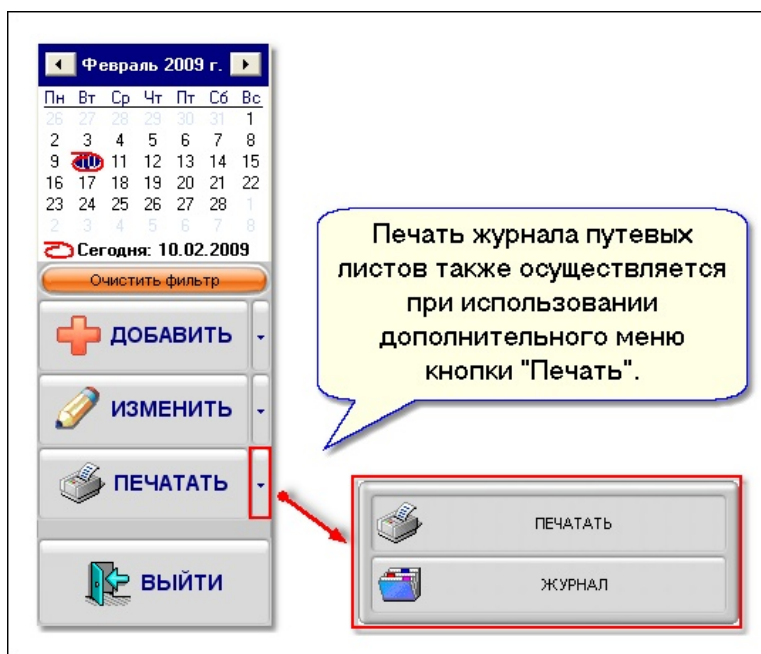 Февраль 2009 г.
Пн Вт Ср Чт Пт Сб Вс
26 27 28 29 30 31 1
2 3 4 5 6 7 8
9 10 11 12 13 14 15
16 17 18 19 20 21 22
23 24 25 26 27 28 1
2 3 4 5 6 7 8
Сегодня: 10.02.2009
Очистить фильтр
ДОБАВИТЬ
ИЗМЕНИТЬ
ПЕЧАТАТЬ
ВЫЙТИ
Печать журнала путевых
листов также осуществляется
при использовании
дополнительного меню
кнопки "Печать".
ПЕЧАТАТЬ
ЖУРНАЛ